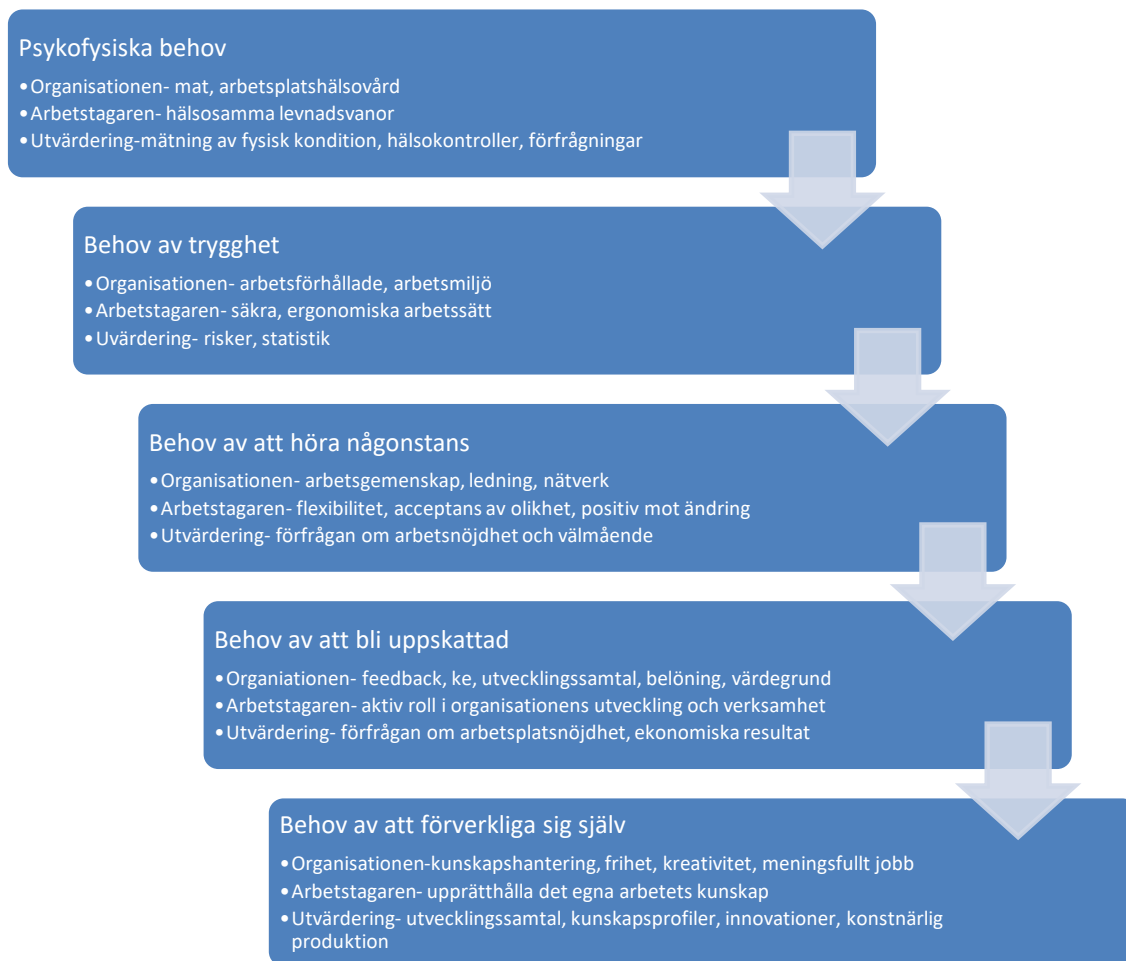 Psykofysiska behov
•Organisationen- mat, arbetsplatshälsovård
•Arbetstagaren- hälsosamma levnadsvanor
•Utvärdering-mätning av fysisk kondition, hälsokontroller, förfrågningar
Behov av trygghet
•Organisationen- arbetsförhållade, arbetsmiljö
•Arbetstagaren- säkra, ergonomiska arbetssätt
•Uvärdering- risker, statistik
Behov av att höra någonstans
•Organisationen- arbetsgemenskap, ledning, nätverk
•Arbetstagaren- flexibilitet, acceptans av olikhet, positiv mot ändring
•Utvärdering- förfrågan om arbetsnöjdhet och välmående
Behov av att bli uppskattad
•Organiationen- feedback, ke, utvecklingssamtal, belöning, värdegrund
•Arbetstagaren- aktiv roll i organisationens utveckling och verksamhet
•Utvärdering- förfrågan om arbetsplatsnöjdhet, ekonomiska resultat
Behov av att förverkliga sig själv
•Organisationen-kunskapshantering, frihet, kreativitet, meningsfullt jobb
•Arbetstagaren- upprätthålla det egna arbetets kunskap
•Utvärdering- utvecklingssamtal, kunskapsprofiler, innovationer, konstnärlig
produktion